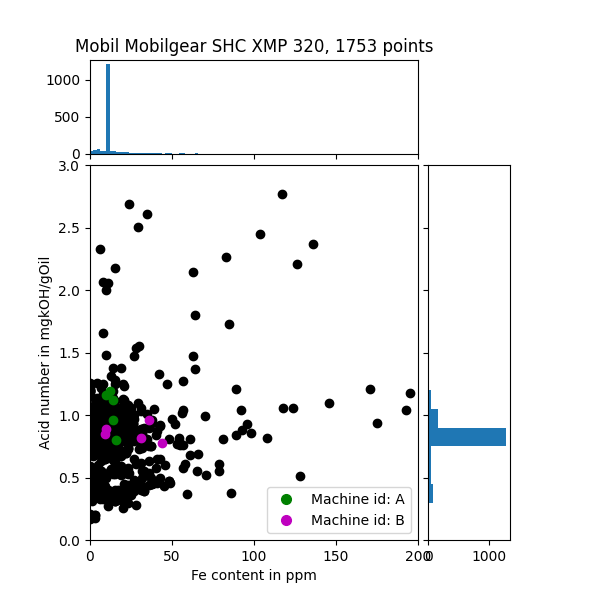 Mobil Mobilgear SHC XMP 320, 1753 points
1000
500
0
3.0
2.5
2.0
1.5
1.0
0.5
0.0
Acid number in mgKOH/gOil
Machine id: A
Machine id: B
0 50 100 150 200
0 1000
Fe content in ppm